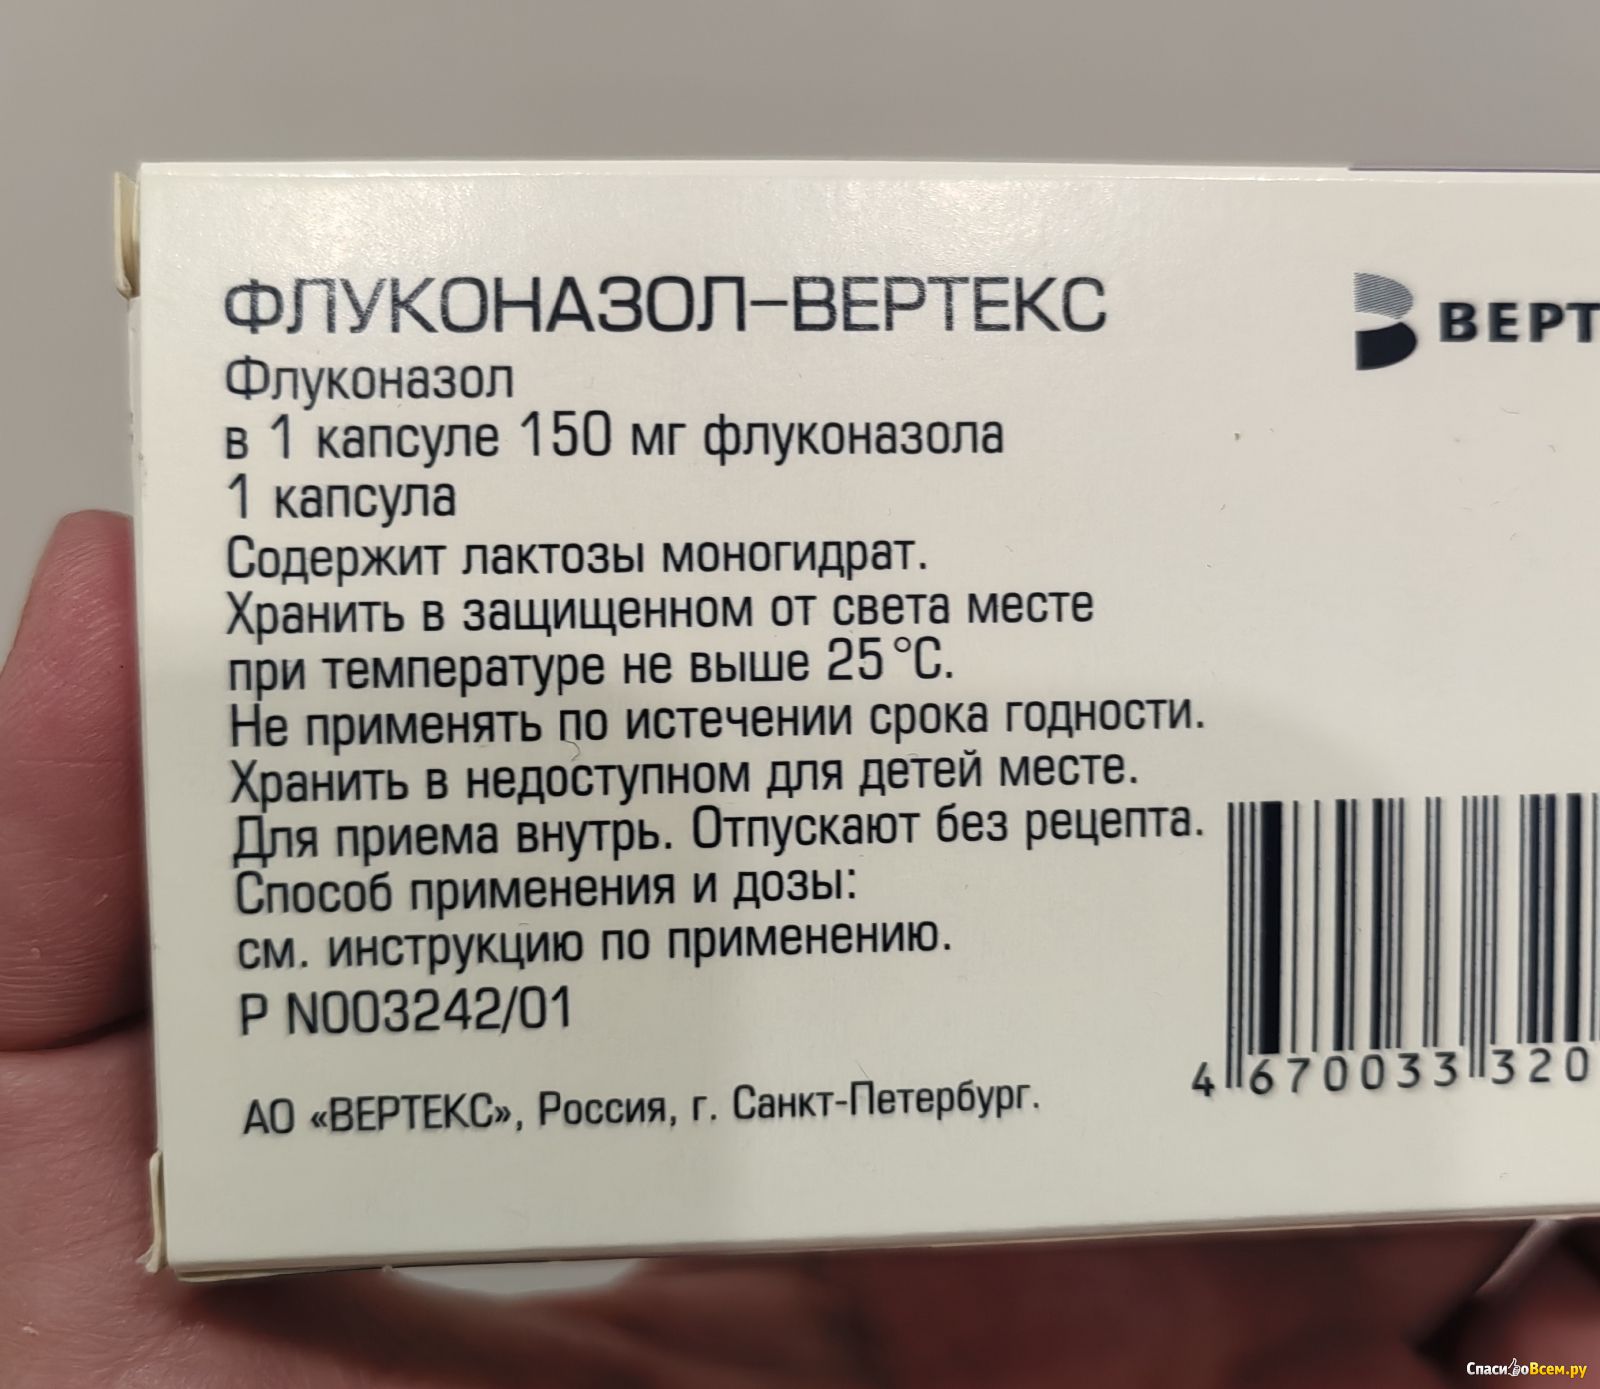 ФЛУКОНАЗОЛ–ВЕРТЕКС
Флуконазол
в 1 капсуле 150 мг флуконазола
1 капсула
Содержит лактозы моногидрат.
Хранить в защищенном от света месте
при температуре не выше 25 °С.
Не применять по истечении срока годности.
Хранить в недоступном для детей месте.
Для приема внутрь. Отпускают без рецепта.
Способ применения и дозы:
см. инструкцию по применению.
Р N003242/01
АО «ВЕРТЕКС», Россия, г. Санкт-Петербург.
ВЕРТ
4 670033 320
СпасибоВсем.ру